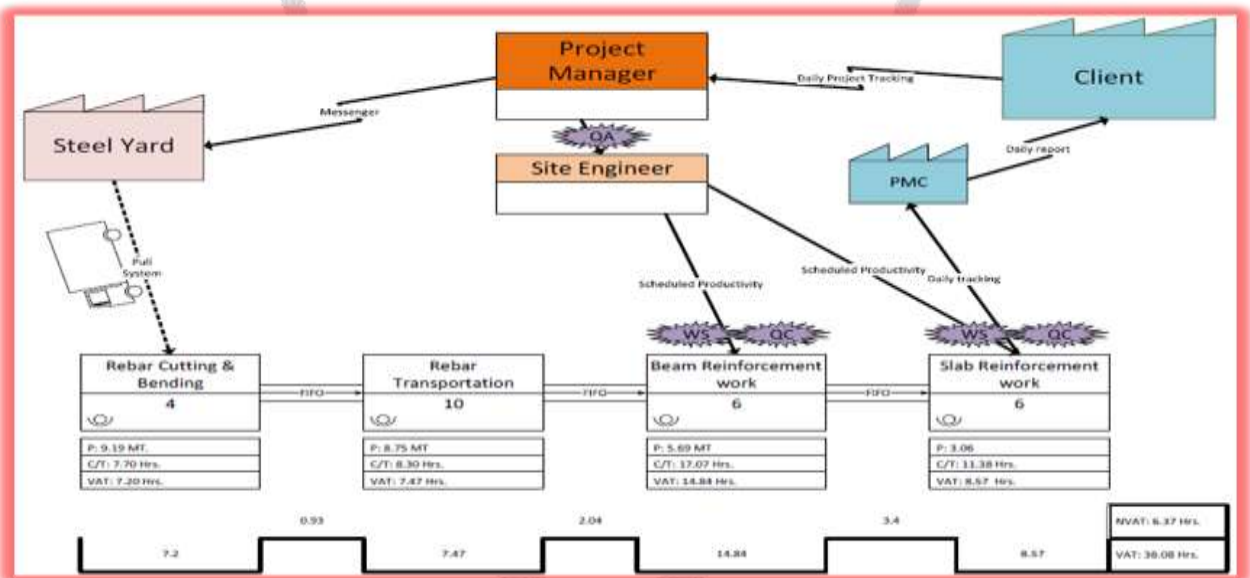 Project
Manager
Client
Daily Project Tracking
Messenger
Steel Yard
QA
Site Engineer
Daily report
PMC
Pull
System
Scheduled Productivity
Scheduled Productivity
Daily tracking
WS
QC
WS
QC
Rebar Cutting &
Bending
4
FIFO
Rebar
Transportation
10
FIFO
Beam Reinforcement
work
6
FIFO
Slab Reinforcement
work
6
P: 9.19 MT.
C/T: 7.70 Hrs.
VAT: 7.20 Hrs.
P: 8.75 MT
C/T: 8.30 Hrs.
VAT: 7.47 Hrs.
P: 5.69 MT
C/T: 17.07 Hrs.
VAT: 14.84 Hrs.
P: 3.06
C/T: 11.38 Hrs.
VAT: 8.57 Hrs.
0.93
2.04
3.4
NVAT: 6.37 Hrs.
7.2
7.47
14.84
8.57
VAT: 38.08 Hrs.